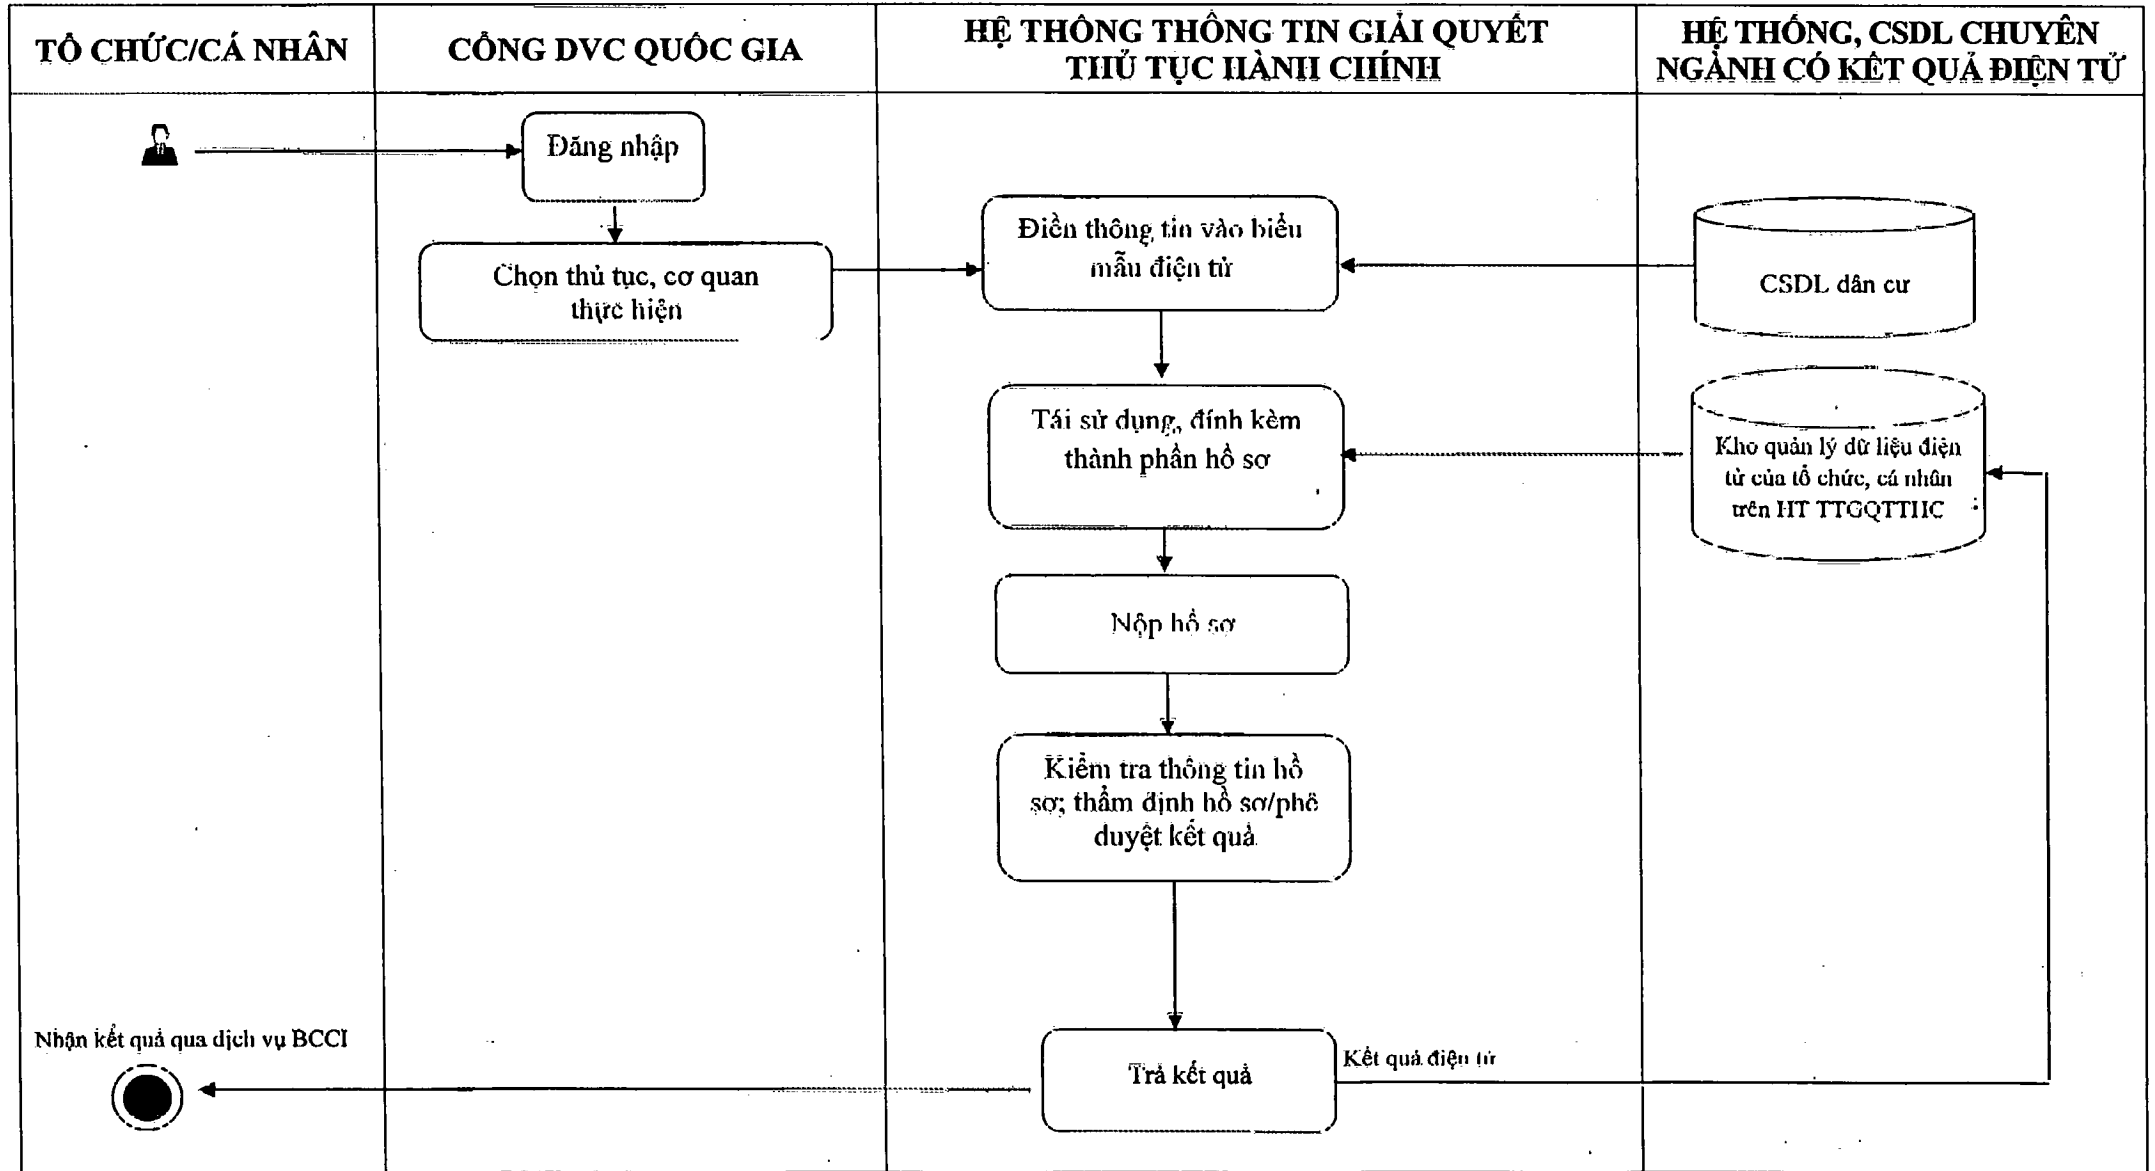 TỔ CHỨC/CÁ NHÂN
CỔNG DVC QUỐC GIA
HỆ THỐNG THÔNG TIN GIẢI QUYẾT
THỦ TỤC HÀNH CHÍNH
HỆ THỐNG, CSDL CHUYÊN
NGÀNH CÓ KẾT QUẢ ĐIỆN TỬ
Đăng nhập
Chọn thủ tục, cơ quan
thực hiện
Điền thông tin vào biểu
mẫu điện tử
CSDL dân cư
Tái sử dụng, đính kèm
thành phần hồ sơ
Kho quản lý dữ liệu điện
tử của tổ chức, cá nhân
trên HT TTGQTTHC
Nộp hồ sơ
Kiểm tra thông tin hồ
sơ; thẩm định hồ sơ/phê
duyệt kết quả
Nhận kết quả qua dịch vụ BCCI
Trả kết quả
Kết quả điện tử